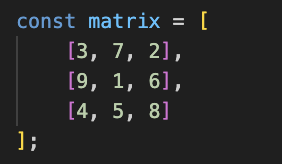 const matrix = [
    [3, 7, 2],
    [9, 1, 6],
    [4, 5, 8]
];